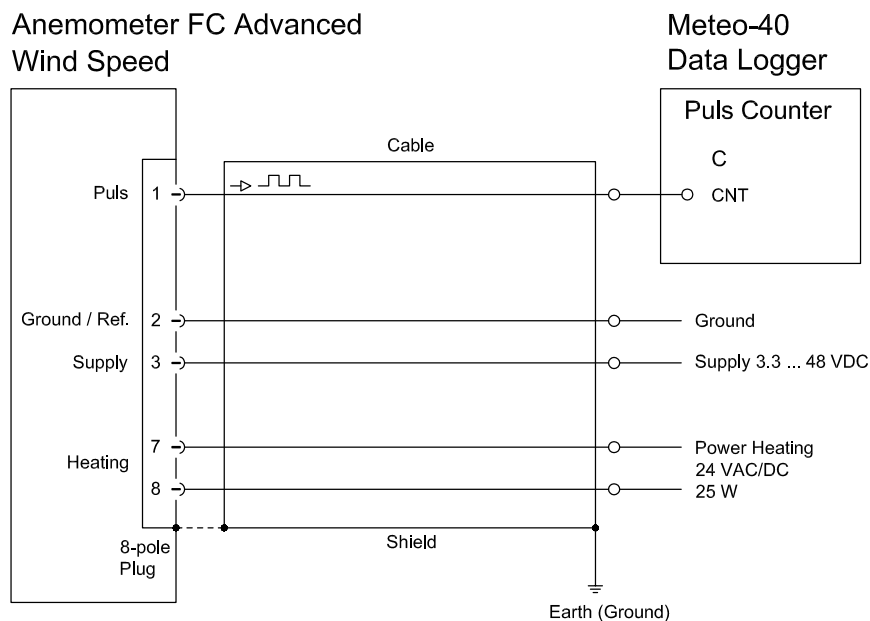 Anemometer FC Advanced
Wind Speed
Meteo-40
Data Logger
Puls Counter
Cable
C
Puls 1
CNT
Ground / Ref. 2
Ground
Supply 3
Supply 3.3 ... 48 VDC
7
Heating
8
Power Heating
24 VAC/DC
25 W
8-pole
Plug
Shield
Earth (Ground)